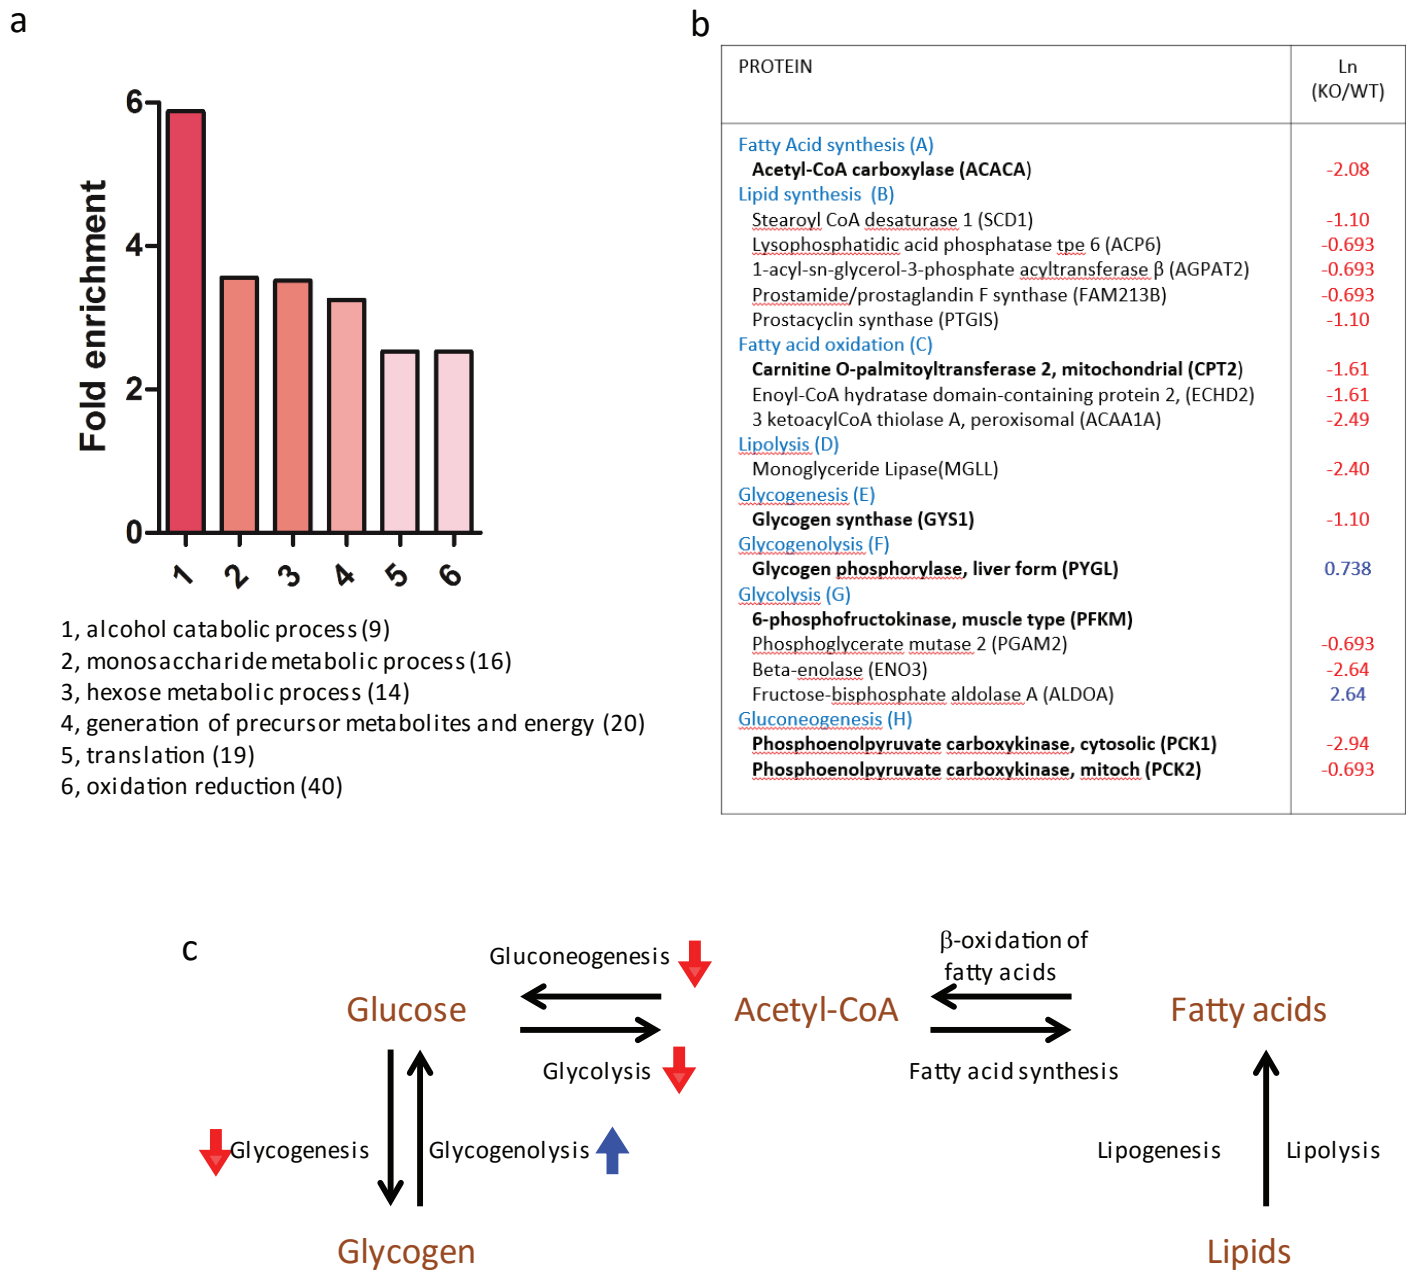 a
Fold enrichment
6
4
2
0
1 2 3 4 5 6
1, alcohol catabolic process (9)
2, monosaccharide metabolic process (16)
3, hexose metabolic process (14)
4, generation of precursor metabolites and energy (20)
5, translation (19)
6, oxidation reduction (40)
b
PROTEIN Ln
(KO/WT)
Fatty Acid synthesis (A)
Acetyl-CoA carboxylase (ACACA) -2.08
Lipid synthesis (B)
Stearoyl CoA desaturase 1 (SCD1) -1.10
Lysophosphatidic acid phosphatase tpe 6 (ACP6) -0.693
1-acyl-sn-glycerol-3-phosphate acyltransferase β (AGPAT2) -0.693
Prostamide/prostaglandin F synthase (FAM213B) -0.693
Prostacyclin synthase (PTGIS) -1.10
Fatty acid oxidation (C)
Carnitine O-palmitoyltransferase 2, mitochondrial (CPT2) -1.61
Enoyl-CoA hydratase domain-containing protein 2, (ECHD2) -1.61
3 ketoacylCoA thiolase A, peroxisomal (ACAA1A) -2.49
Lipolysis (D)
Monoglyceride Lipase(MGLL) -2.40
Glycogenesis (E)
Glycogen synthase (GYS1) -1.10
Glycogenolysis (F)
Glycogen phosphorylase, liver form (PYGL) 0.738
Glycolysis (G)
6-phosphofructokinase, muscle type (PFKM)
Phosphoglycerate mutase 2 (PGAM2) -0.693
Beta-enolase (ENO3) -2.64
Fructose-bisphosphate aldolase A (ALDOA) 2.64
Gluconeogenesis (H)
Phosphoenolpyruvate carboxykinase, cytosolic (PCK1) -2.94
Phosphoenolpyruvate carboxykinase, mitoch (PCK2) -0.693
c
Gluconeogenesis
β-oxidation of
fatty acids
Glucose
Acetyl-CoA
Fatty acids
Glycolysis
Fatty acid synthesis
Glycogenesis
Glycogenolysis
Lipogenesis
Lipolysis
Glycogen
Lipids